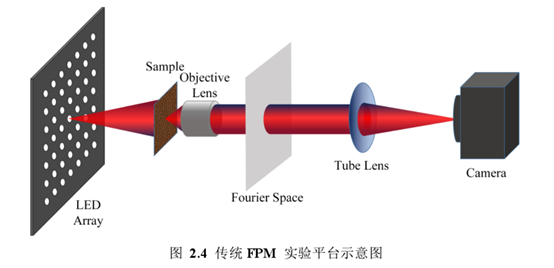 Sample
Objective
Lens
LED
Array
Fourier Space
Tube Lens
Camera
图 2.4 传统 FPM 实验平台示意图